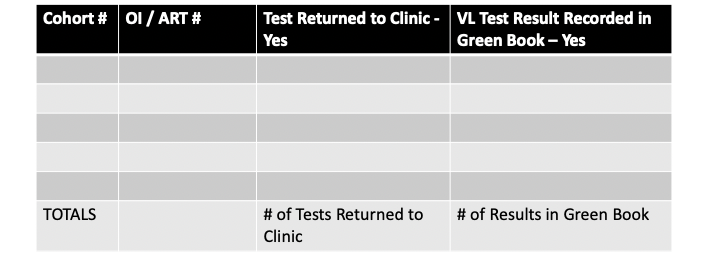 Cohort # OI / ART # Test Returned to Clinic - Yes VL Test Result Recorded in Green Book – Yes
TOTALS # of Tests Returned to Clinic # of Results in Green Book